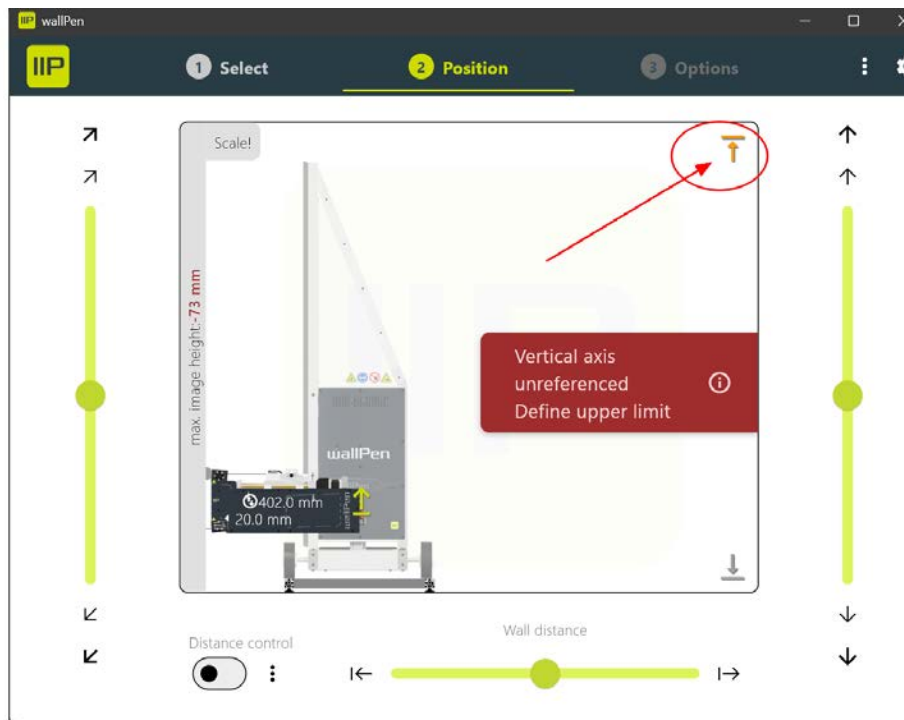 wallPen
1 Select
2 Position
3 Options
Scale!
max. image height:-73 mm
Vertical axis
unreferenced
Define upper limit
wallPen
402.0 mm
20.0 mm
Distance control
Wall distance